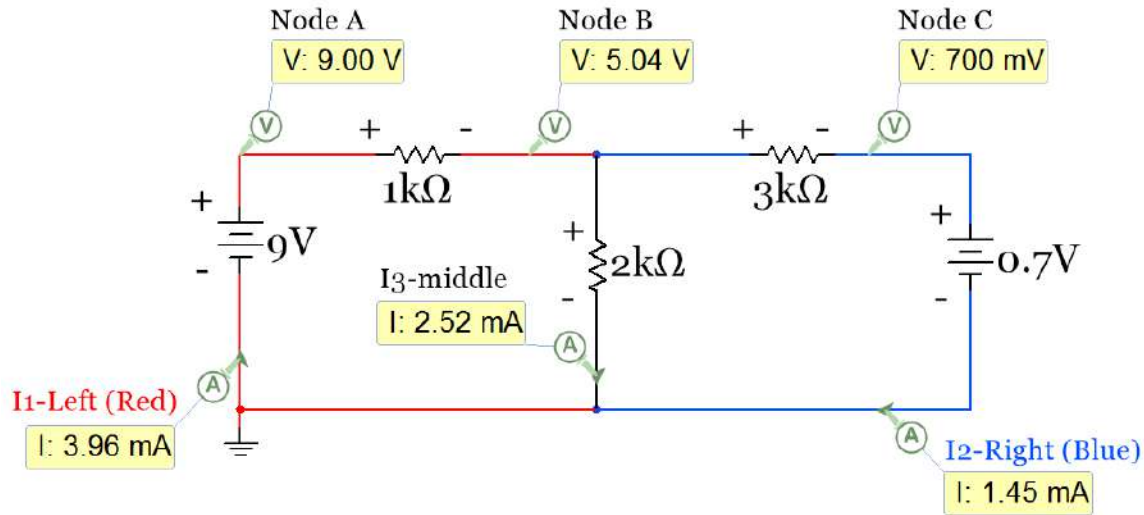 Node A
V: 9.00 V
Node B
V: 5.04 V
Node C
V: 700 mV
V
V
V
+
-
+
-
1kΩ
3kΩ
+
-
9V
+
-
2kΩ
+
-
0.7V
I3-middle
I: 2.52 mA
A
A
I1-Left (Red)
I: 3.96 mA
A
I2-Right (Blue)
I: 1.45 mA